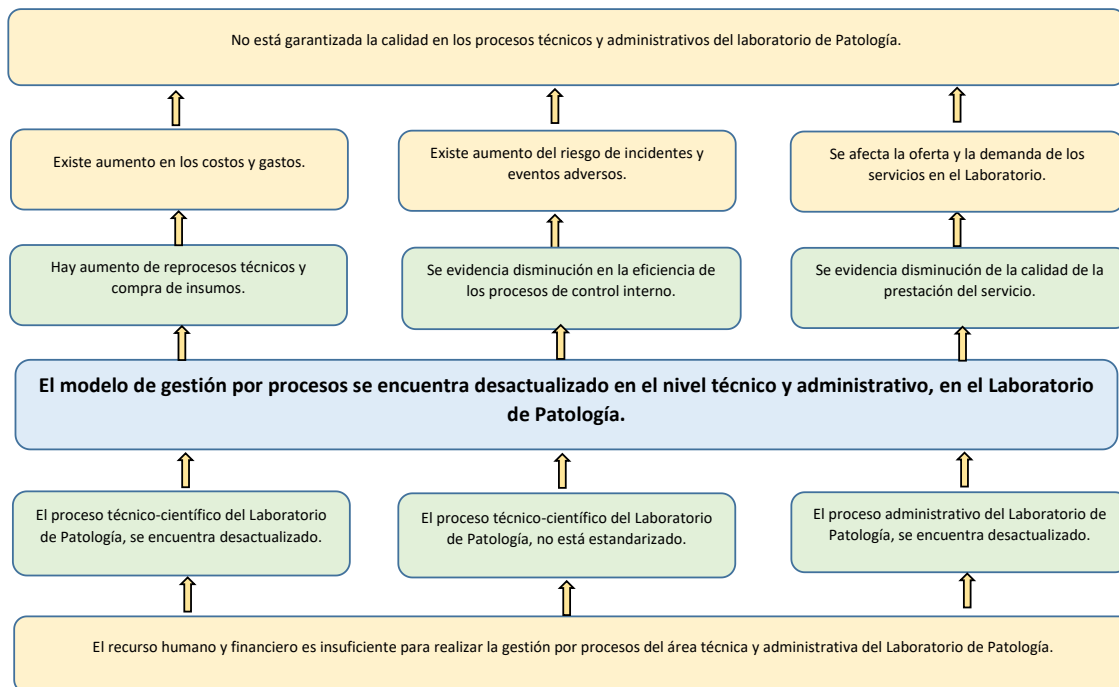 No está garantizada la calidad en los procesos técnicos y administrativos del laboratorio de Patología.
Existe aumento en los costos y gastos.
Existe aumento del riesgo de incidentes y
eventos adversos.
Se afecta la oferta y la demanda de los
servicios en el Laboratorio.
Hay aumento de reprocesos técnicos y
compra de insumos.
Se evidencia disminución en la eficiencia de
los procesos de control interno.
Se evidencia disminución de la calidad de la
prestación del servicio.
El modelo de gestión por procesos se encuentra desactualizado en el nivel técnico y administrativo, en el Laboratorio
de Patología.
El proceso técnico-científico del Laboratorio
de Patología, se encuentra desactualizado.
El proceso técnico-científico del Laboratorio
de Patología, no está estandarizado.
El proceso administrativo del Laboratorio de
Patología, se encuentra desactualizado.
El recurso humano y financiero es insuficiente para realizar la gestión por procesos del área técnica y administrativa del Laboratorio de Patología.